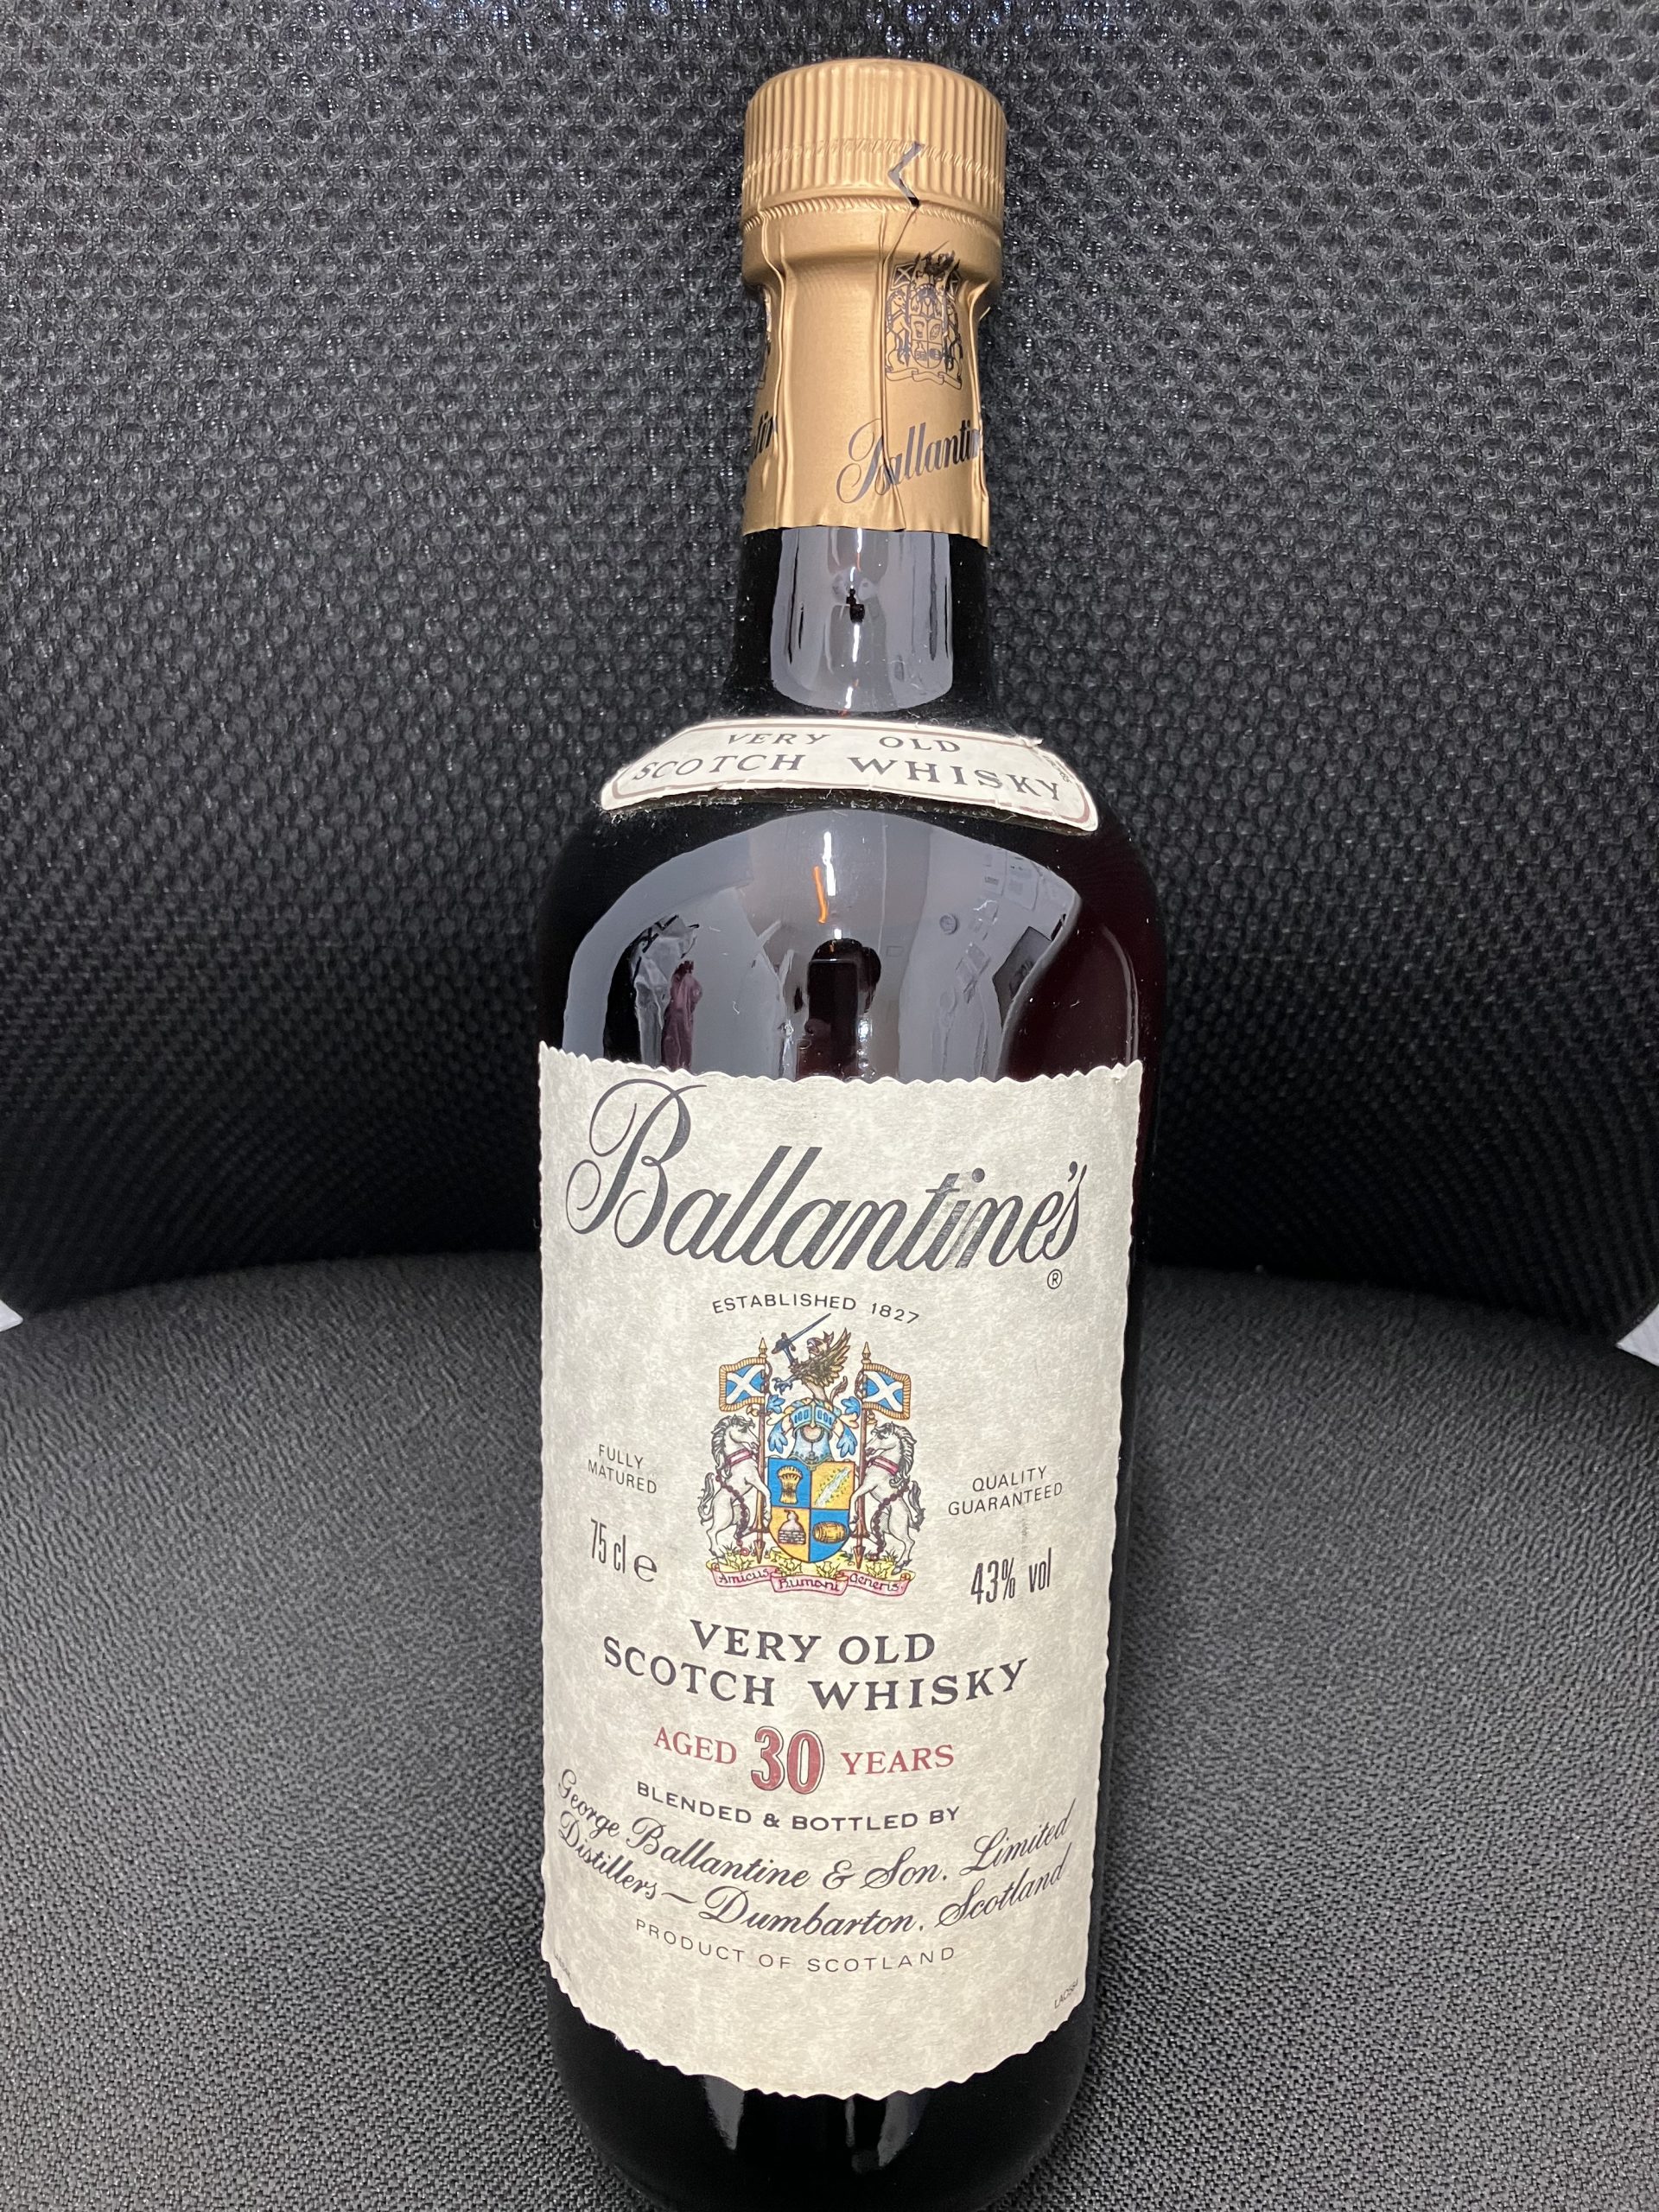 Ballantin
VERY OLD
SCOTCH WHISKY
Ballantine's
®
ESTABLISHED 1827
FULLY
MATURED
QUALITY
GUARANTEED
75 cl e
43% vol
Amicus Humani Generis
VERY OLD
SCOTCH WHISKY
AGED 30 YEARS
BLENDED & BOTTLED BY
George Ballantine & Son. Limited
Distillers – Dumbarton, Scotland
PRODUCT OF SCOTLAND